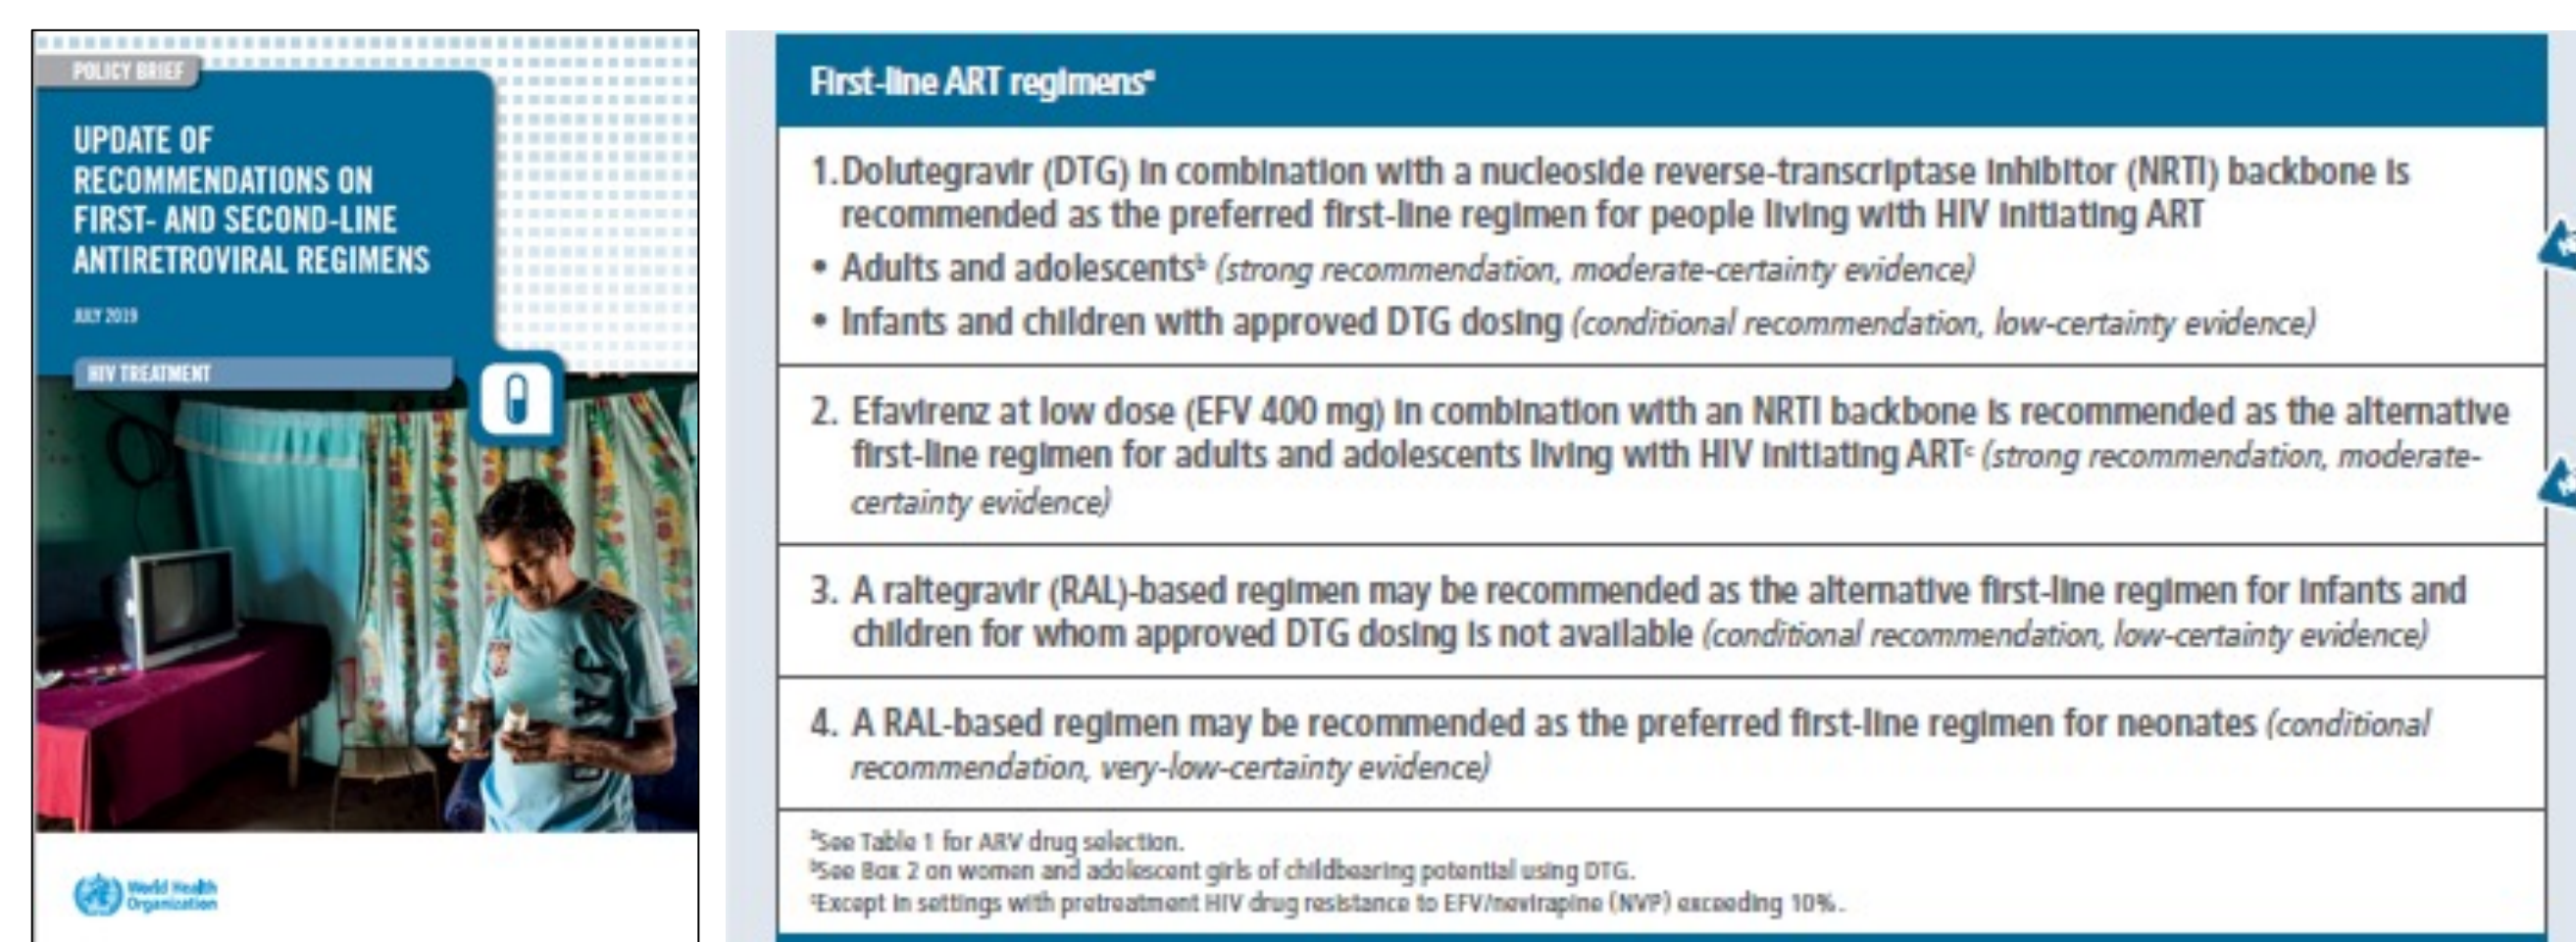 POLICY BRIEF
UPDATE OF
RECOMMENDATIONS ON
FIRST- AND SECOND-LINE
ANTIRETROVIRAL REGIMENS
JULY 2019
HIV TREATMENT
World Health
Organization
First-line ART regimensª
1. Dolutegravir (DTG) in combination with a nucleoside reverse-transcriptase inhibitor (NRTI) backbone is
recommended as the preferred first-line regimen for people living with HIV initiating ART
• Adults and adolescentsᵇ (strong recommendation, moderate-certainty evidence)
• Infants and children with approved DTG dosing (conditional recommendation, low-certainty evidence)
2. Efavirenz at low dose (EFV 400 mg) in combination with an NRTI backbone is recommended as the alternative
first-line regimen for adults and adolescents living with HIV initiating ARTᶜ (strong recommendation, moderate-
certainty evidence)
3. A raltegravir (RAL)-based regimen may be recommended as the alternative first-line regimen for infants and
children for whom approved DTG dosing is not available (conditional recommendation, low-certainty evidence)
4. A RAL-based regimen may be recommended as the preferred first-line regimen for neonates (conditional
recommendation, very-low-certainty evidence)
ªSee Table 1 for ARV drug selection.
ᵇSee Box 2 on women and adolescent girls of childbearing potential using DTG.
ᶜExcept in settings with pretreatment HIV drug resistance to EFV/nevirapine (NVP) exceeding 10%.